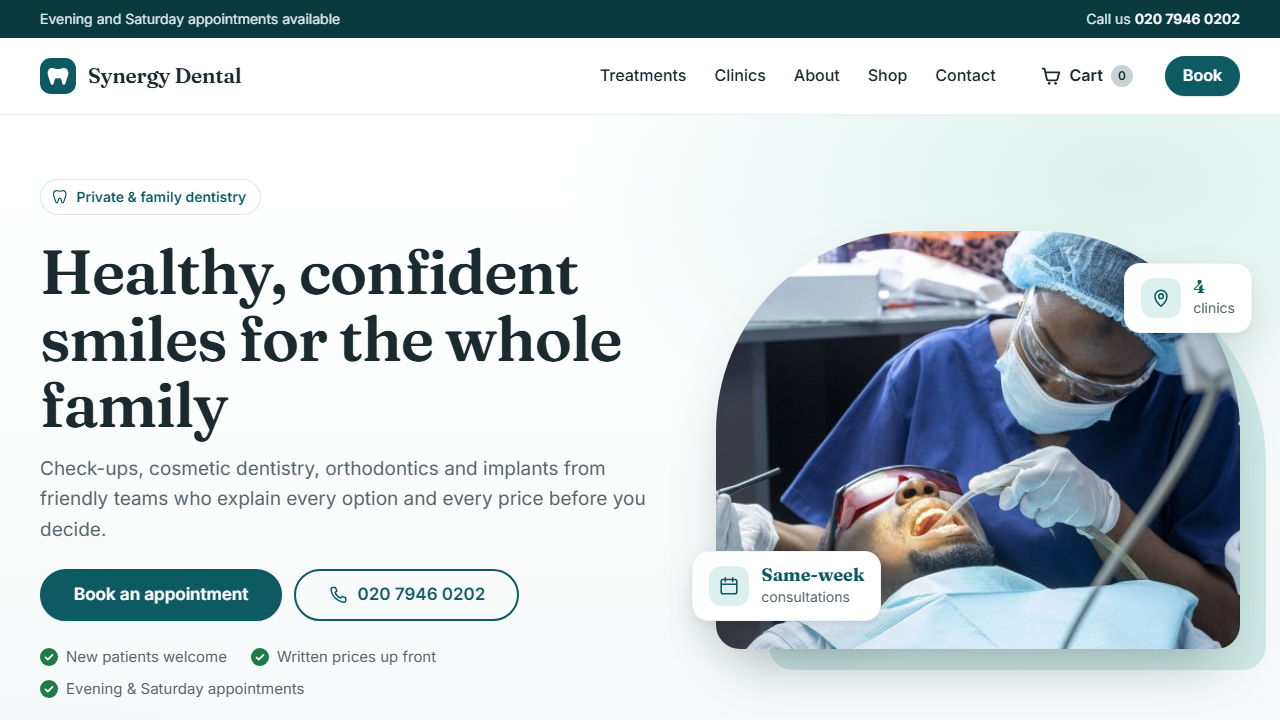 Evening and Saturday appointments available
Call us 020 7946 0202
Synergy Dental
Treatments
Clinics
About
Shop
Contact
Cart 0
Book
Private & family dentistry
Healthy, confident
smiles for the whole
family
4
clinics
Check-ups, cosmetic dentistry, orthodontics and implants from
friendly teams who explain every option and every price before you
decide.
Book an appointment
020 7946 0202
Same-week
consultations
New patients welcome
Written prices up front
Evening & Saturday appointments